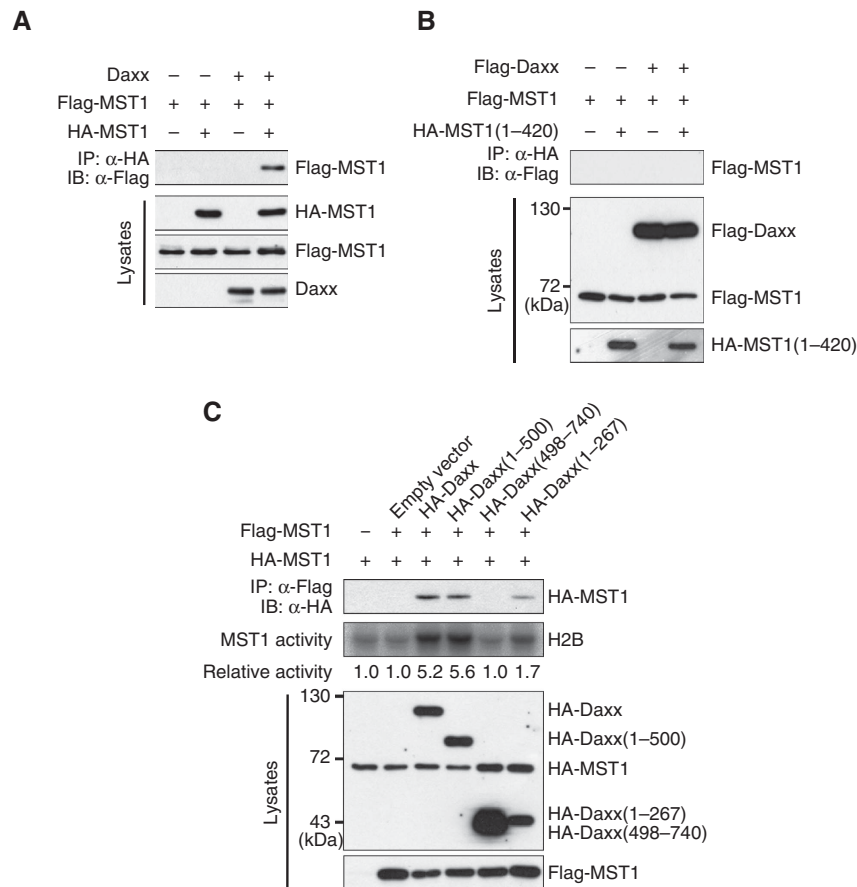 A
Daxx – – + +
Flag-MST1 + + + +
HA-MST1 – + – +
IP: α-HA
IB: α-Flag
Flag-MST1
HA-MST1
Flag-MST1
Daxx
Lysates
B
Flag-Daxx – – + +
Flag-MST1 + + + +
HA-MST1(1–420) – + – +
IP: α-HA
IB: α-Flag
Flag-MST1
130
Flag-Daxx
72
(kDa)
Flag-MST1
HA-MST1(1–420)
Lysates
C
Empty vector
HA-Daxx
HA-Daxx(1–500)
HA-Daxx(498–740)
HA-Daxx(1–267)
Flag-MST1 – + + + + +
HA-MST1 + + + + + +
IP: α-Flag
IB: α-HA
HA-MST1
MST1 activity
H2B
Relative activity 1.0 1.0 5.2 5.6 1.0 1.7
130
HA-Daxx
HA-Daxx(1–500)
72
HA-MST1
43
(kDa)
HA-Daxx(1–267)
HA-Daxx(498–740)
Flag-MST1
Lysates